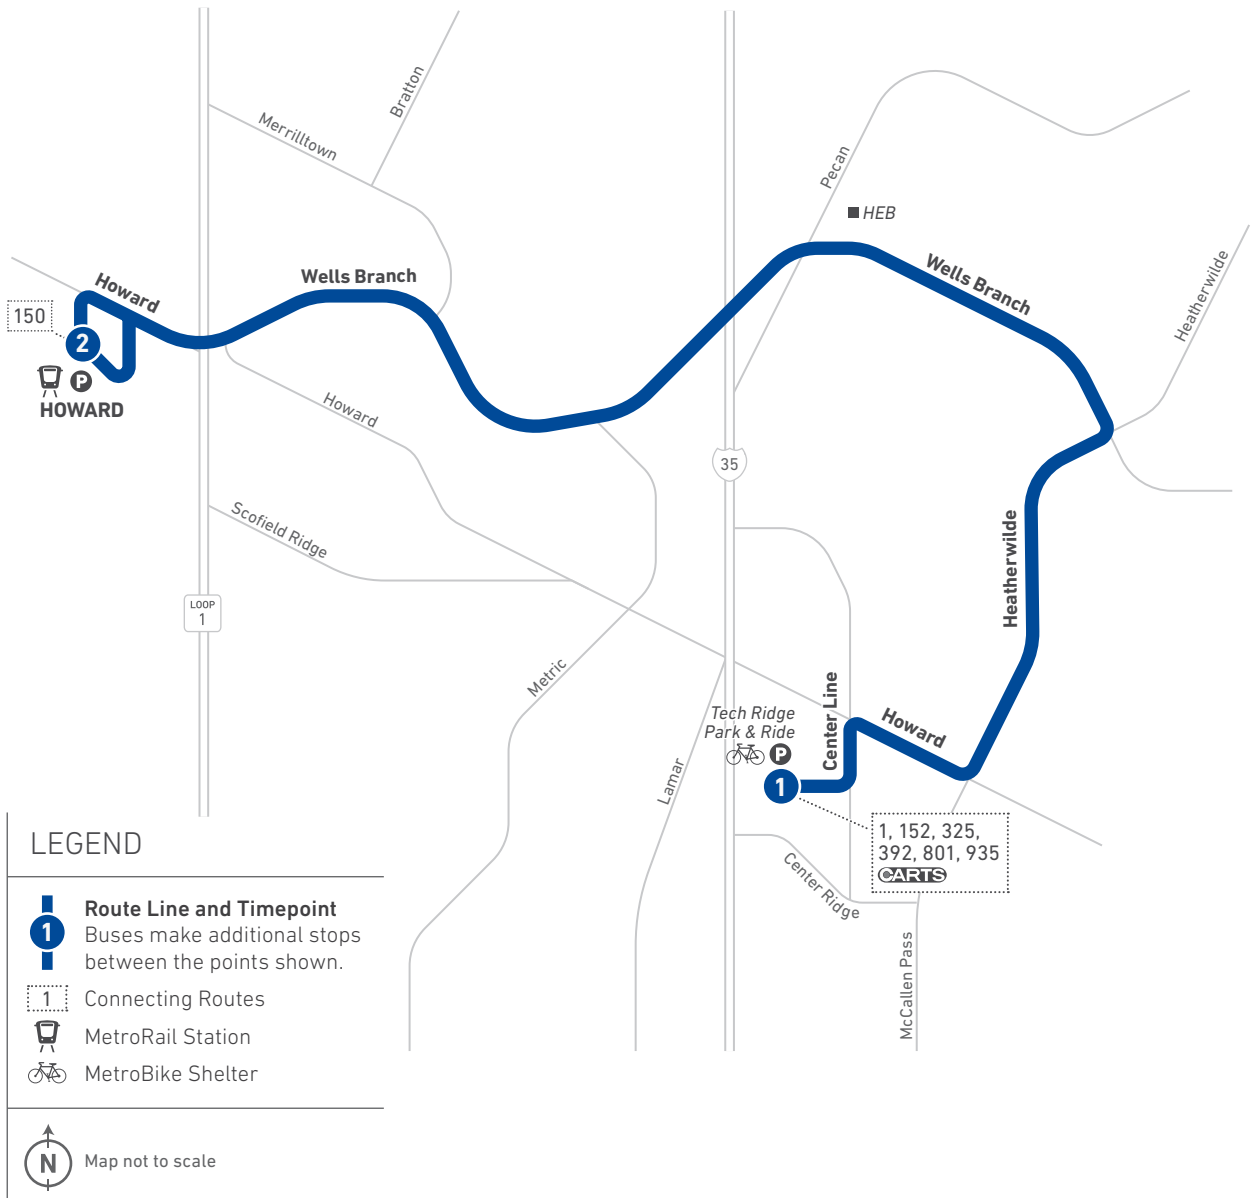 Bratton
Merrilltown
Pecan
HEB
Howard
Wells Branch
Wells Branch
Heatherwilde
150
2
P
HOWARD
Howard
35
Scofield Ridge
Heatherwilde
LOOP
1
Metric
Center Line
Howard
Tech Ridge
Park & Ride
P
1
Lamar
1, 152, 325,
392, 801, 935
CARTS
Center Ridge
McCallen Pass
LEGEND
Route Line and Timepoint
1
Buses make additional stops
between the points shown.
1
Connecting Routes
MetroRail Station
MetroBike Shelter
N
Map not to scale